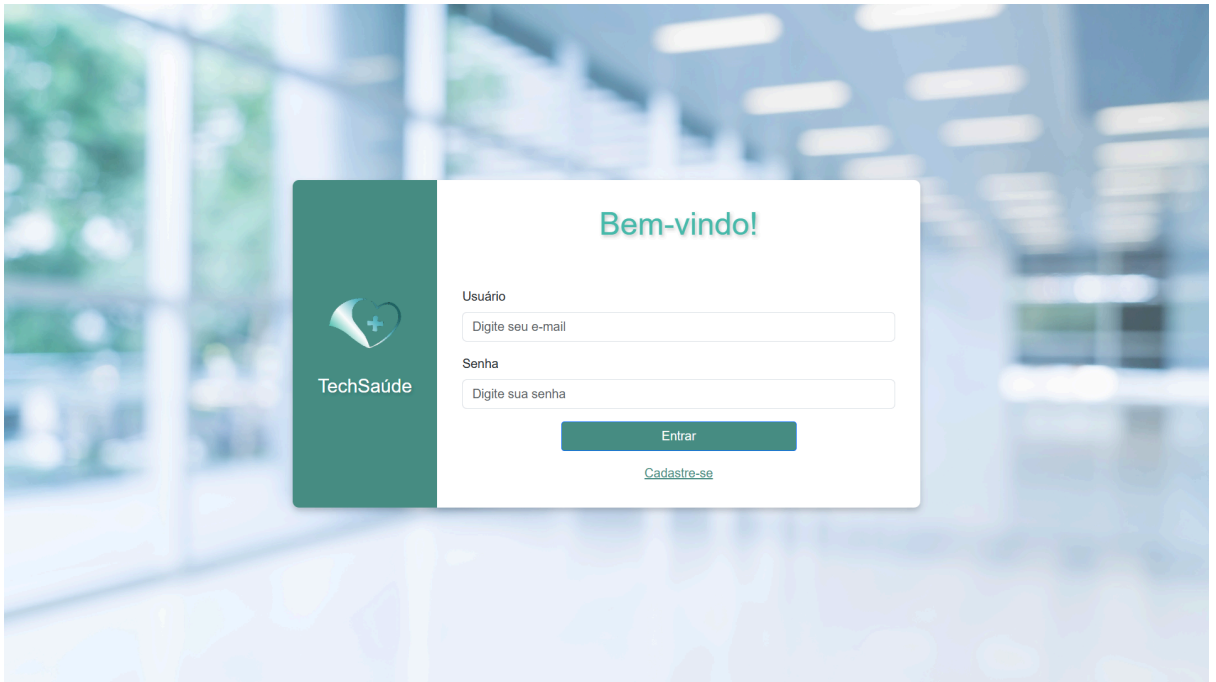 Bem-vindo!
Usuário
Digite seu e-mail
Senha
Digite sua senha
TechSaúde
Entrar
Cadastre-se